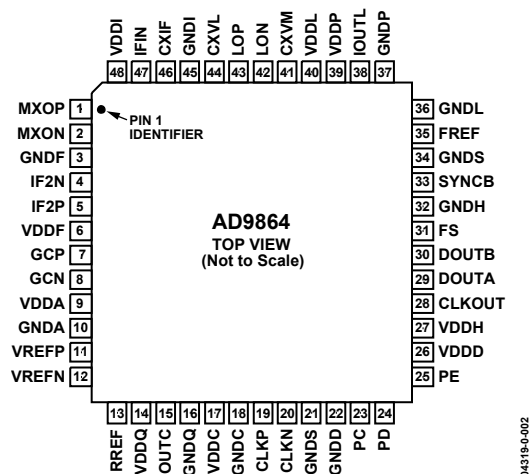 VDDI IFIN CXIF GNDI CXVL LOP LON CXVM VDDL VDDP IOUTL GNDP
48 47 46 45 44 43 42 41 40 39 38 37
MXOP 1
MXON 2
GNDF 3
IF2N 4
IF2P 5
VDDF 6
GCP 7
GCN 8
VDDA 9
GNDA 10
VREFP 11
VREFN 12
PIN 1
IDENTIFIER
AD9864
TOP VIEW
(Not to Scale)
36 GNDL
35 FREF
34 GNDS
33 SYNCB
32 GNDH
31 FS
30 DOUTB
29 DOUTA
28 CLKOUT
27 VDDH
26 VDDD
25 PE
13 14 15 16 17 18 19 20 21 22 23 24
RREF VDDQ IOUTC GNDQ VDDC GNDC CLKP CLKN GNDS GNDD PC PD
04319-0-002